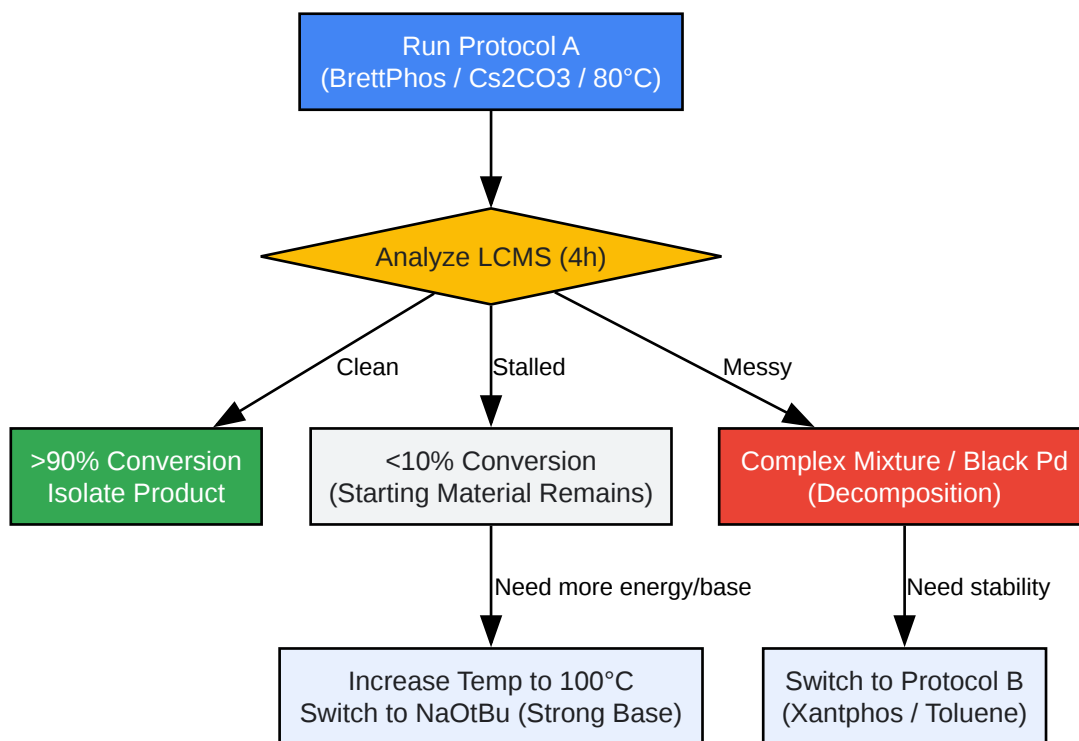 Run Protocol A
(BrettPhos / Cs2CO3 / 80°C)
Analyze LCMS (4h)
Clean
Stalled
Messy
>90% Conversion
Isolate Product
<10% Conversion
(Starting Material Remains)
Complex Mixture / Black Pd
(Decomposition)
Need more energy/base
Need stability
Increase Temp to 100°C
Switch to NaOtBu (Strong Base)
Switch to Protocol B
(Xantphos / Toluene)